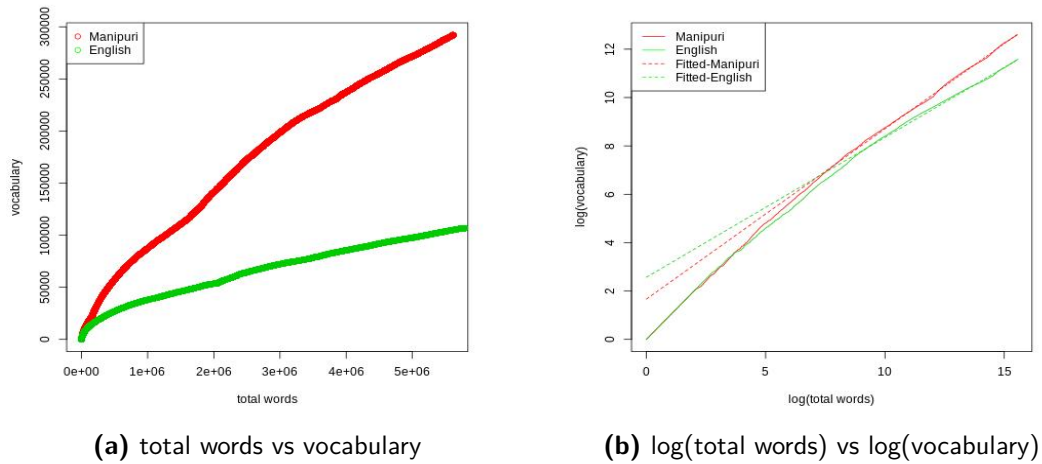 Manipuri
English
300000
250000
200000
150000
100000
50000
0
vocabulary
0e+00 1e+06 2e+06 3e+06 4e+06 5e+06
total words
(a) total words vs vocabulary
Manipuri
English
Fitted-Manipuri
Fitted-English
12
10
8
6
4
2
0
log(vocabulary)
0 5 10 15
log(total words)
(b) log(total words) vs log(vocabulary)